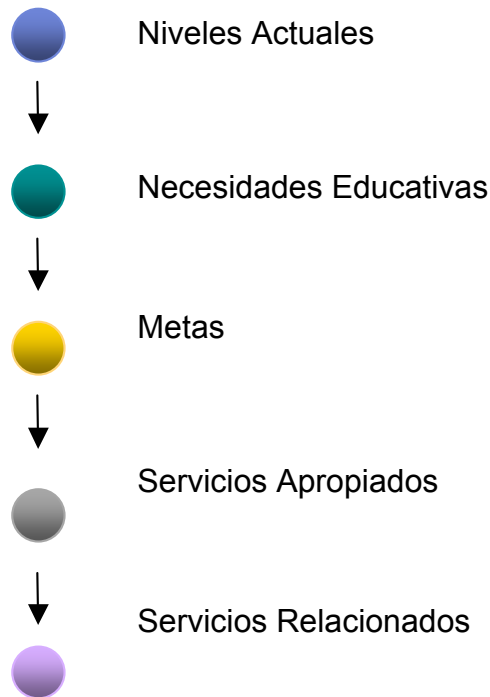 Niveles Actuales
Necesidades Educativas
Metas
Servicios Apropiados
Servicios Relacionados